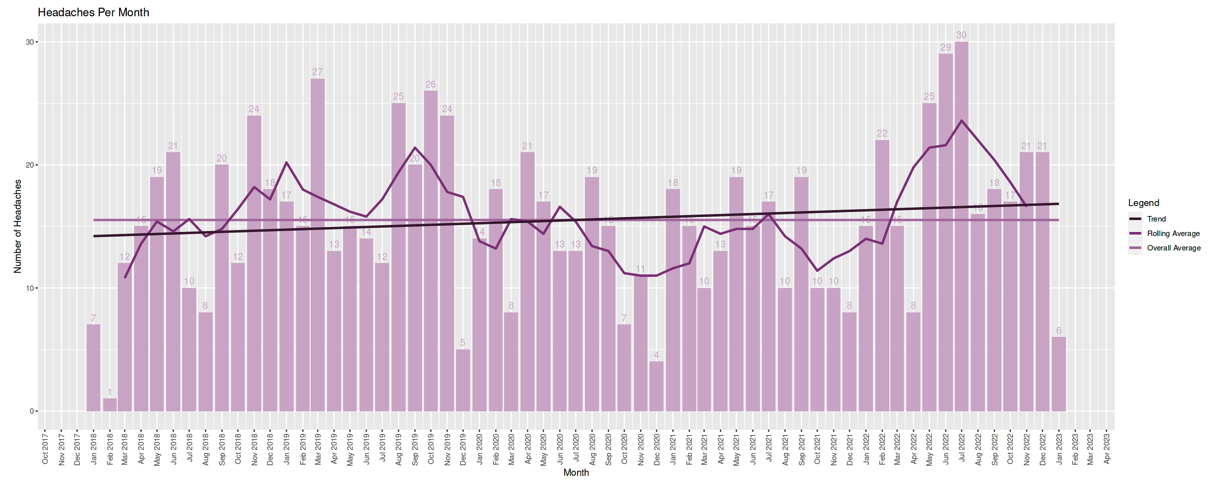 Headaches Per Month
Number of Headaches
30
20
10
0
7
1
12
15
19
21
10
8
20
12
24
18
17
15
27
13
15
14
12
25
20
26
24
5
14
18
8
21
17
13
13
19
15
7
11
4
18
15
10
13
19
15
17
10
19
10
10
8
15
22
15
8
25
29
30
16
18
17
21
21
6
Oct 2017
Nov 2017
Dec 2017
Jan 2018
Feb 2018
Mar 2018
Apr 2018
May 2018
Jun 2018
Jul 2018
Aug 2018
Sep 2018
Oct 2018
Nov 2018
Dec 2018
Jan 2019
Feb 2019
Mar 2019
Apr 2019
May 2019
Jun 2019
Jul 2019
Aug 2019
Sep 2019
Oct 2019
Nov 2019
Dec 2019
Jan 2020
Feb 2020
Mar 2020
Apr 2020
May 2020
Jun 2020
Jul 2020
Aug 2020
Sep 2020
Oct 2020
Nov 2020
Dec 2020
Jan 2021
Feb 2021
Mar 2021
Apr 2021
May 2021
Jun 2021
Jul 2021
Aug 2021
Sep 2021
Oct 2021
Nov 2021
Dec 2021
Jan 2022
Feb 2022
Mar 2022
Apr 2022
May 2022
Jun 2022
Jul 2022
Aug 2022
Sep 2022
Oct 2022
Nov 2022
Dec 2022
Jan 2023
Feb 2023
Mar 2023
Apr 2023
Month
Legend
Trend
Rolling Average
Overall Average